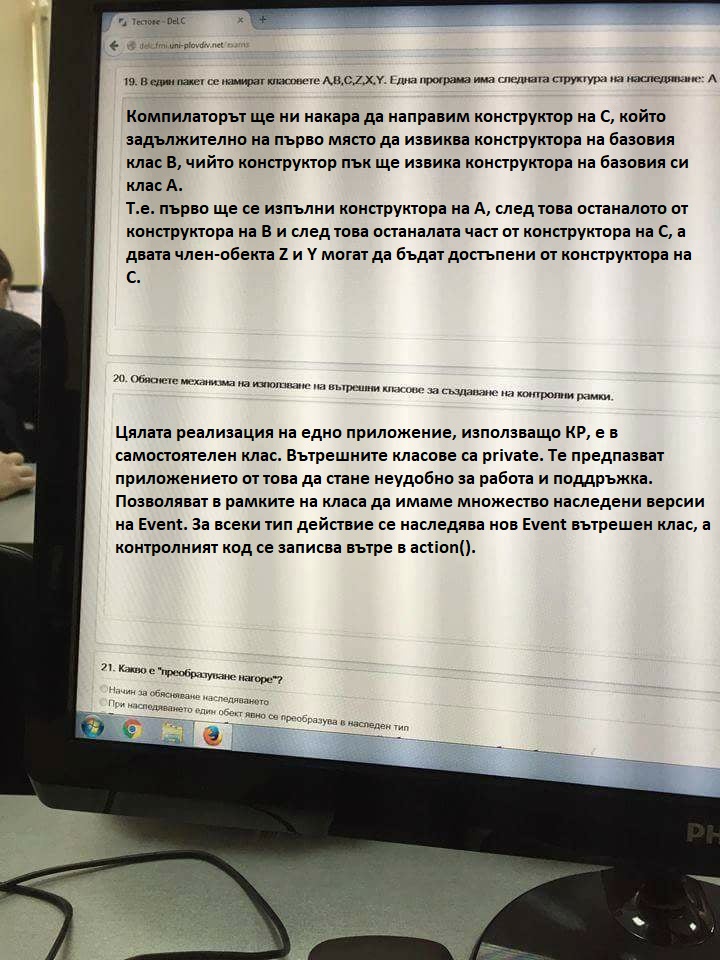 Тестове - DeLC
delc.fmi.uni-plovdiv.net/exams
19. В един пакет се намират класовете A,B,C,Z,X,Y. Една програма има следната структура на наследяване: A
Компилаторът ще ни накара да направим конструктор на C, който
задължително на първо място да извиква конструктора на базовия
клас B, чийто конструктор пък ще извика конструктора на базовия си
клас А.
Т.е. първо ще се изпълни конструктора на А, след това останалото от
конструктора на B и след това останалата част от конструктора на C, а
двата член-обекта Z и Y могат да бъдат достъпени от конструктора на
C.
20. Обяснете механизма на използване на вътрешни класове за създаване на контролни рамки.
Цялата реализация на едно приложение, използващо КР, е в
самостоятелен клас. Вътрешните класове са private. Те предпазват
приложението от това да стане неудобно за работа и поддръжка.
Позволяват в рамките на класа да имаме множество наследени версии
на Event. За всеки тип действие се наследява нов Event вътрешен клас, а
контролният код се записва вътре в action().
21. Какво е "преобразуване нагоре"?
Начин за обясняване наследяването
При наследяването един обект явно се преобразува в наследен тип
PH